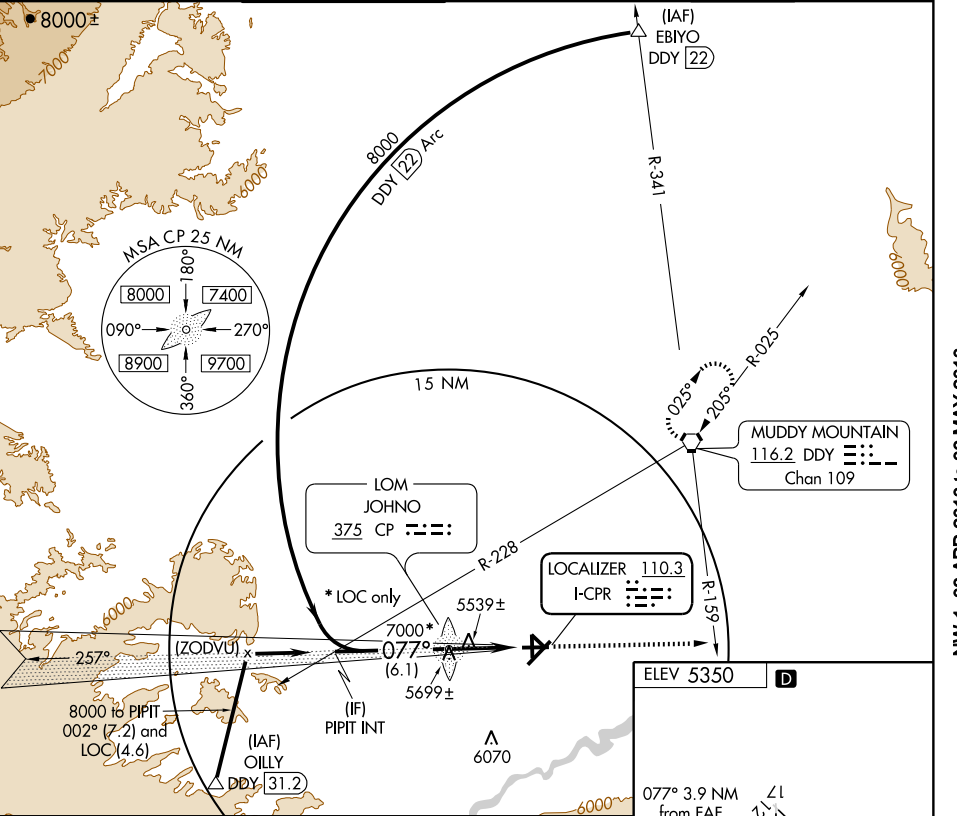 8000±
7000
(IAF)
EBIYO
DDY 22
8000
DDY 22 Arc
6000
R-341
6000
MSA CP 25 NM
180°
8000
7400
090°
270°
8900
9700
360°
15 NM
R-025
025°
205°
MUDDY MOUNTAIN
116.2 DDY
Chan 109
LOM
JOHNO
375 CP
R-228
LOCALIZER 110.3
I-CPR
R-159
6000
* LOC only
5539±
7000*
(ZODVU) x
077°
(6.1)
257°
5699±
8000 to PIPIT
002° (7.2) and
LOC (4.6)
(IF)
PIPIT INT
(IAF)
OILLY
DDY 31.2
6070
6000
ELEV 5350 D
077° 3.9 NM
from FAF
17